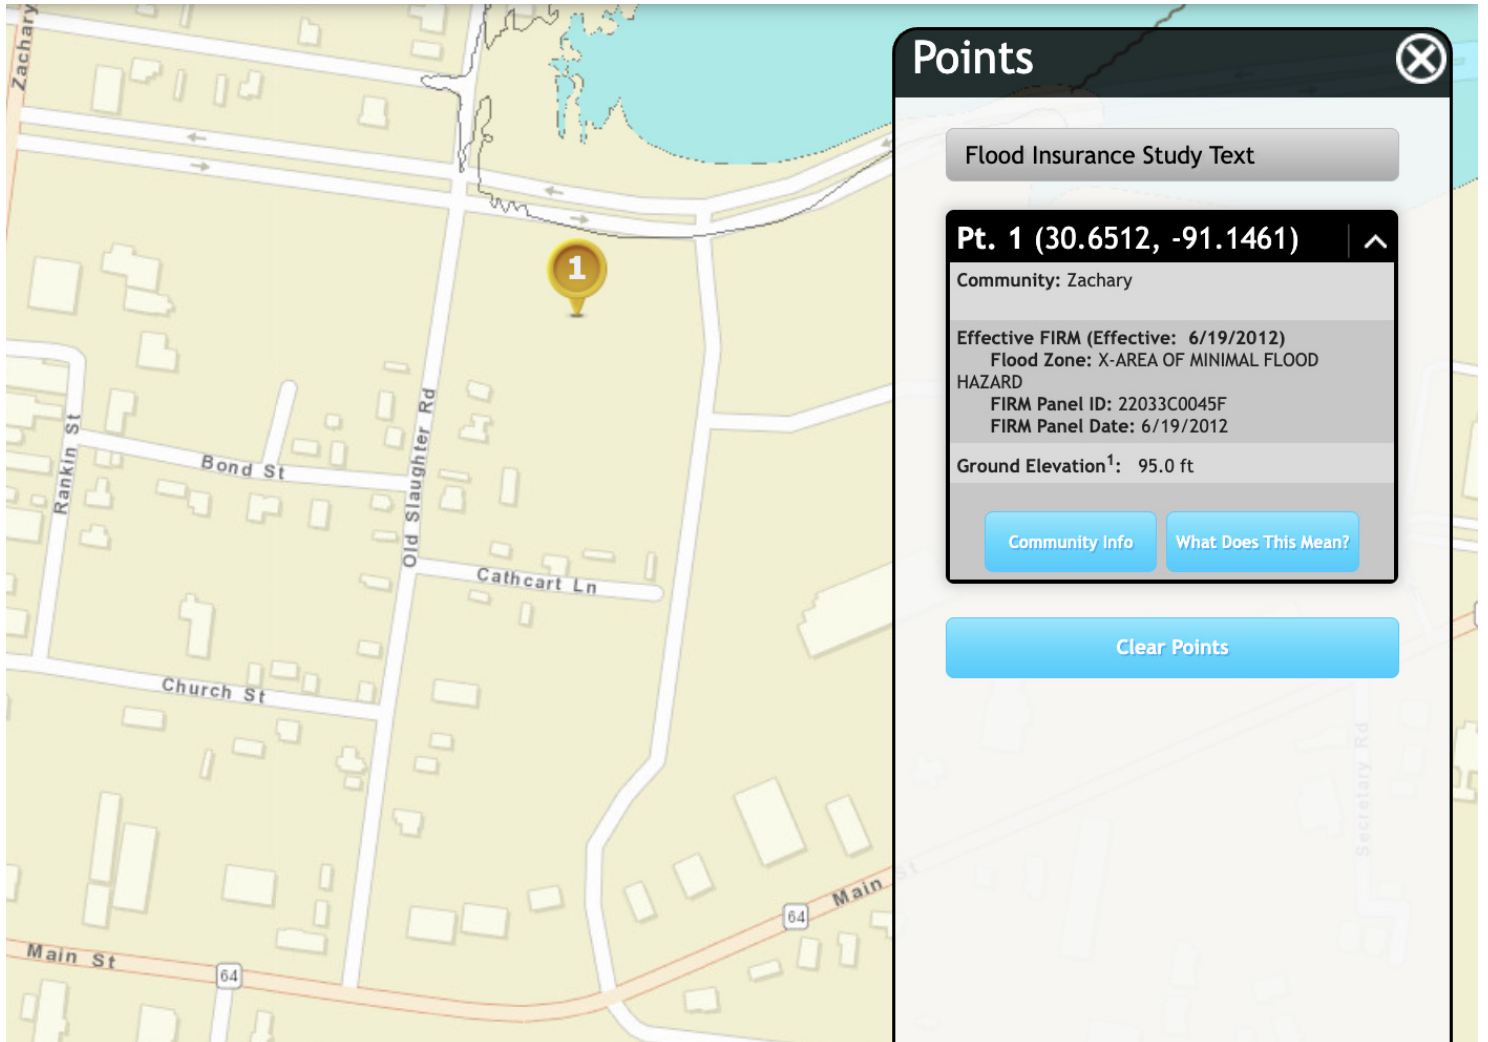 Zachary
Points
Flood Insurance Study Text
Pt. 1 (30.6512, -91.1461)
1
Community: Zachary
Effective FIRM (Effective: 6/19/2012)
Flood Zone: X-AREA OF MINIMAL FLOOD
HAZARD
FIRM Panel ID: 22033C0045F
FIRM Panel Date: 6/19/2012
Ground Elevation1: 95.0 ft
Community Info
What Does This Mean?
Clear Points
Rankin St
Bond St
Old Slaughter Rd
Cathcart Ln
Church St
Secretary Rd
Main St
64
Main St
64